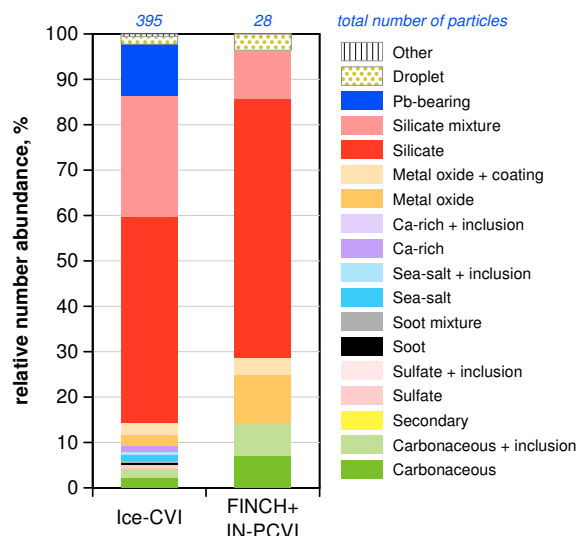 395 28 total number of particles
relative number abundance, %
100
90
80
70
60
50
40
30
20
10
0
Ice-CVI
FINCH+
IN-PCVI
Other
Droplet
Pb-bearing
Silicate mixture
Silicate
Metal oxide + coating
Metal oxide
Ca-rich + inclusion
Ca-rich
Sea-salt + inclusion
Sea-salt
Soot mixture
Soot
Sulfate + inclusion
Sulfate
Secondary
Carbonaceous + inclusion
Carbonaceous